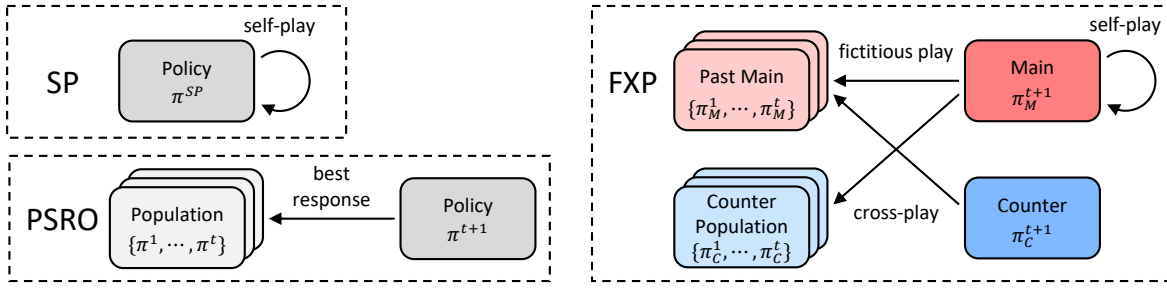 self-play
SP
Policy
π^{SP}
PSRO
Population
{π^1, ⋯, π^t}
best
response
Policy
π^{t+1}
FXP
Past Main
{π_M^1, ⋯, π_M^t}
fictitious play
Main
π_M^{t+1}
self-play
Counter
Population
{π_C^1, ⋯, π_C^t}
cross-play
Counter
π_C^{t+1}